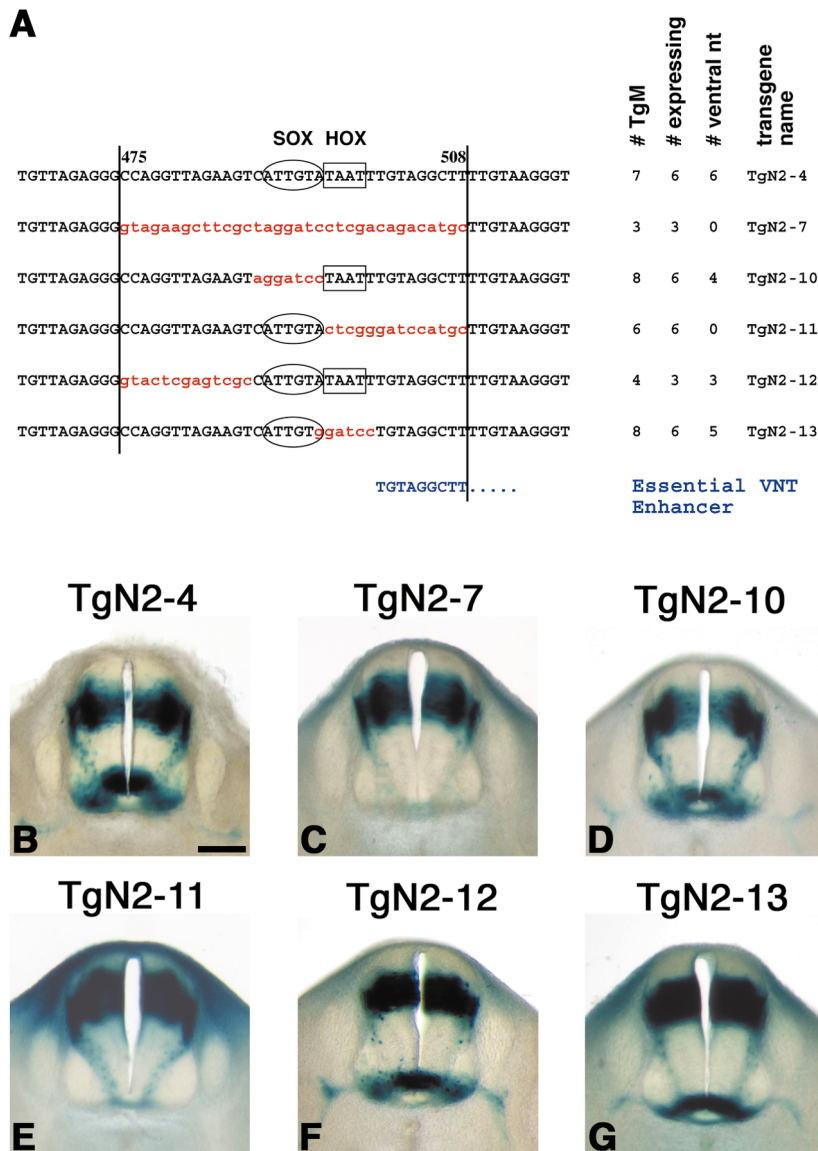 A
# TgM # expressing # ventral nt transgene name
SOX HOX
475 508
TGTTAGAGGGCCAGGTTAGAAGTCATTGTATAATTTGTAGGCTTTTGTAAGGGT 7 6 6 TgN2-4
TGTTAGAGGGgtagaagcttcgctaggatcctcgacagacatgcTTGTAAGGGT 3 3 0 TgN2-7
TGTTAGAGGGCCAGGTTAGAAGTaggatccTAATTTGTAGGCTTTTGTAAGGGT 8 6 4 TgN2-10
TGTTAGAGGGCCAGGTTAGAAGTCATTGTActcgggatccatgcTTGTAAGGGT 6 6 0 TgN2-11
TGTTAGAGGGgtactcgagtcgcCATTGTATAATTTGTAGGCTTTTGTAAGGGT 4 3 3 TgN2-12
TGTTAGAGGGCCAGGTTAGAAGTCATTGTggatccTGTAGGCTTTTGTAAGGGT 8 6 5 TgN2-13
TGTAGGCTT..... Essential VNT
Enhancer
TgN2-4 TgN2-7 TgN2-10
B C D
TgN2-11 TgN2-12 TgN2-13
E F G